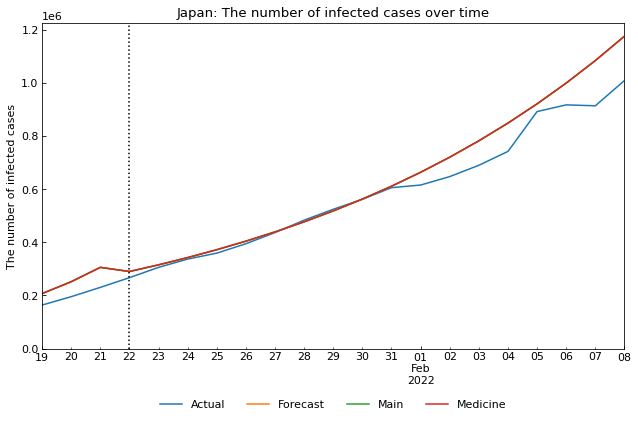 Japan: The number of infected cases over time
1e6
1.2
1.0
0.8
0.6
0.4
0.2
0.0
The number of infected cases
19 20 21 22 23 24 25 26 27 28 29 30 31 01 02 03 04 05 06 07 08
Feb
2022
Actual Forecast Main Medicine